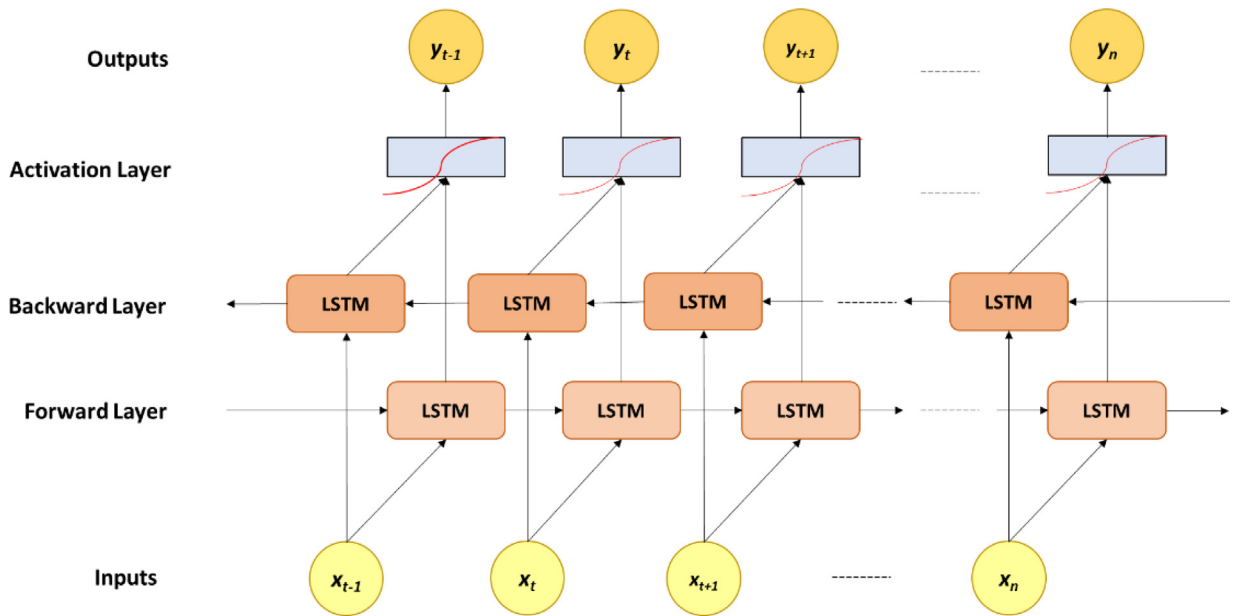 Outputs y_{t-1} y_t y_{t+1} y_n
Activation Layer
Backward Layer LSTM LSTM LSTM LSTM
Forward Layer LSTM LSTM LSTM LSTM
Inputs x_{t-1} x_t x_{t+1} x_n